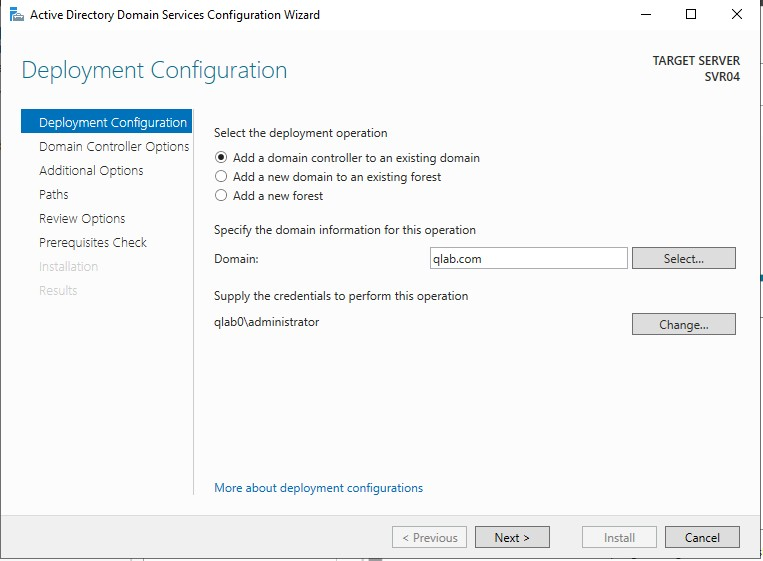 Active Directory Domain Services Configuration Wizard
Deployment Configuration
TARGET SERVER
SVR04
Deployment Configuration
Domain Controller Options
Additional Options
Paths
Review Options
Prerequisites Check
Installation
Results
Select the deployment operation
Add a domain controller to an existing domain
Add a new domain to an existing forest
Add a new forest
Specify the domain information for this operation
Domain:
qlab.com
Select...
Supply the credentials to perform this operation
qlab0\administrator
Change...
More about deployment configurations
< Previous
Next >
Install
Cancel